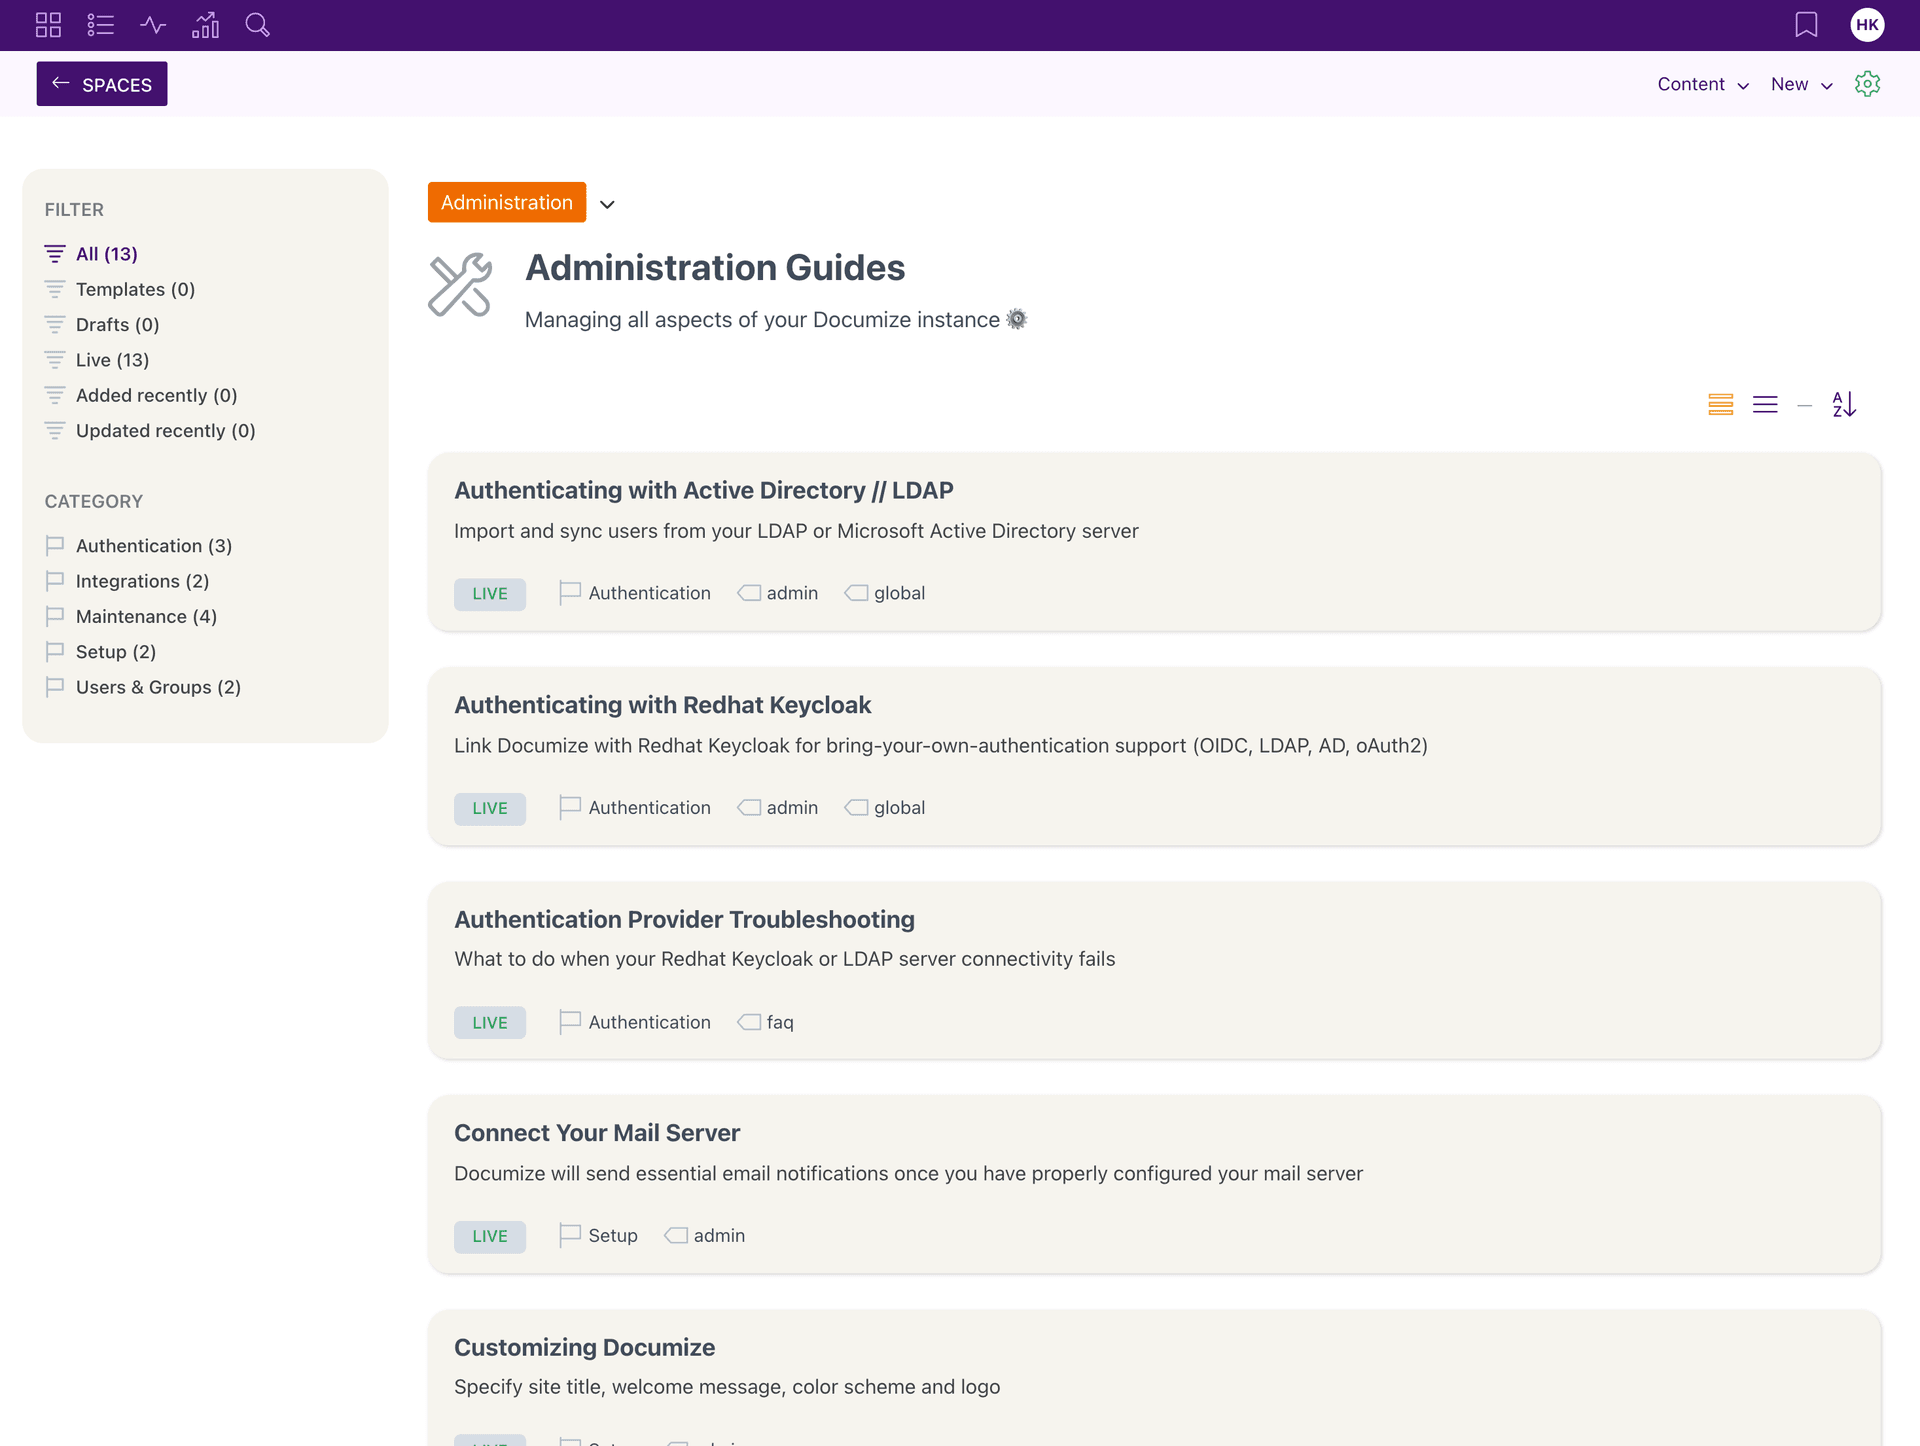 HK
SPACES
Content New
FILTER
All (13)
Templates (0)
Drafts (0)
Live (13)
Added recently (0)
Updated recently (0)
CATEGORY
Authentication (3)
Integrations (2)
Maintenance (4)
Setup (2)
Users & Groups (2)
Administration
Administration Guides
Managing all aspects of your Documize instance
A
Z
Authenticating with Active Directory // LDAP
Import and sync users from your LDAP or Microsoft Active Directory server
LIVE Authentication admin global
Authenticating with Redhat Keycloak
Link Documize with Redhat Keycloak for bring-your-own-authentication support (OIDC, LDAP, AD, oAuth2)
LIVE Authentication admin global
Authentication Provider Troubleshooting
What to do when your Redhat Keycloak or LDAP server connectivity fails
LIVE Authentication faq
Connect Your Mail Server
Documize will send essential email notifications once you have properly configured your mail server
LIVE Setup admin
Customizing Documize
Specify site title, welcome message, color scheme and logo